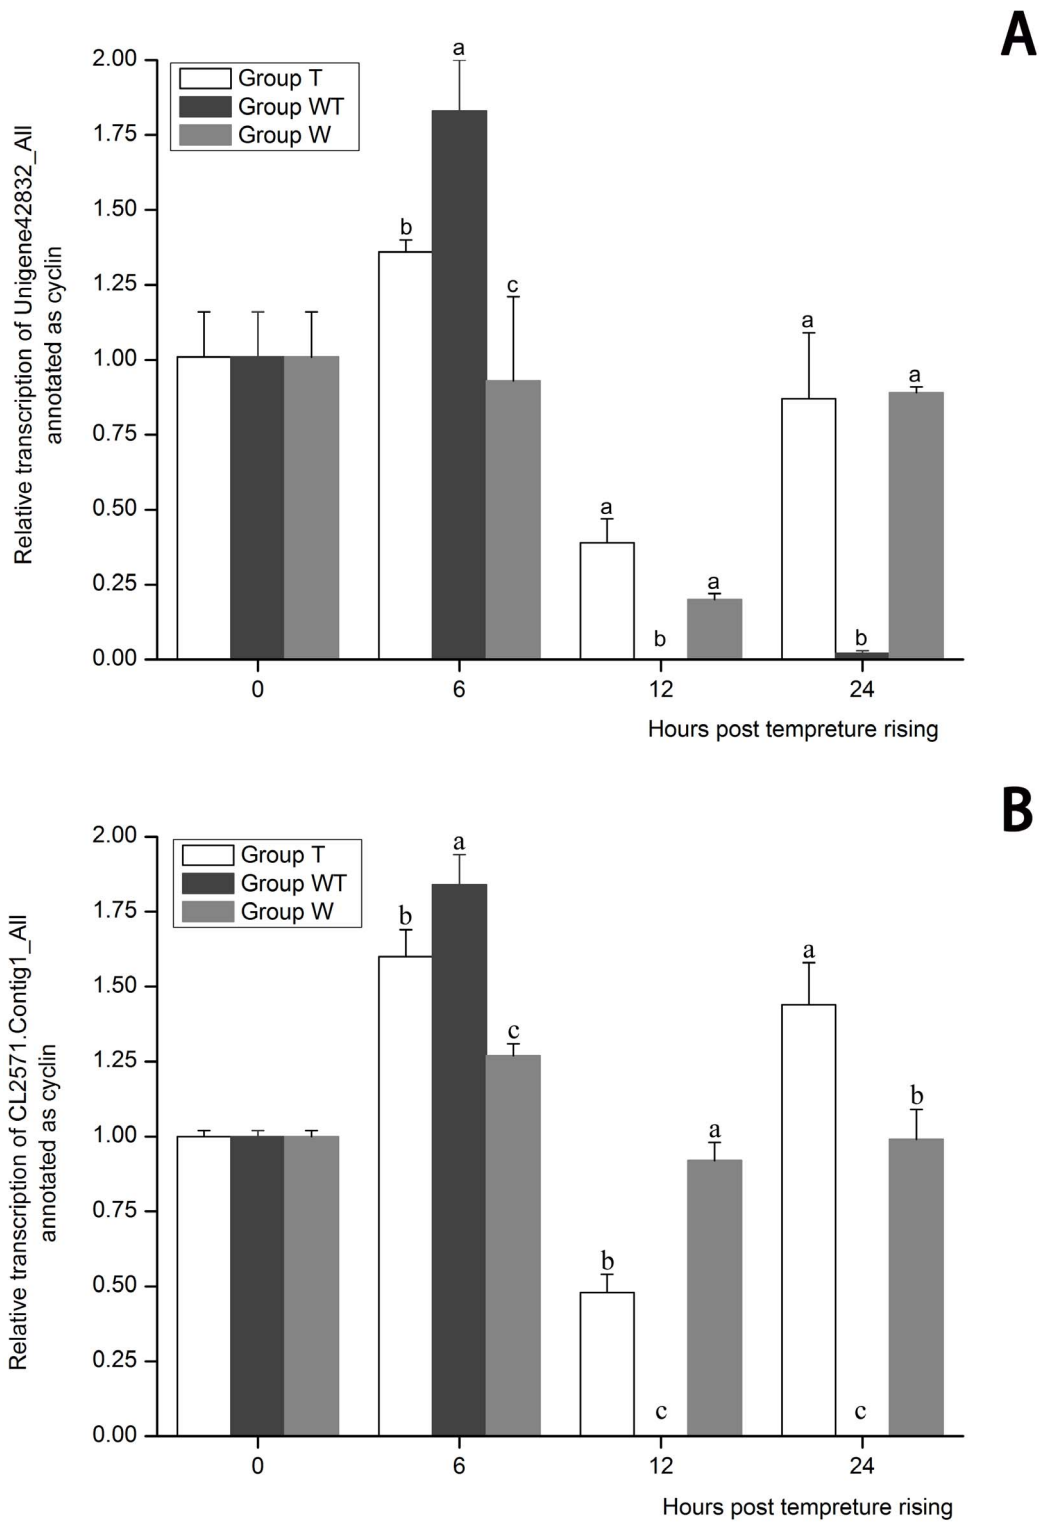 A
Relative transcription of Unigene42832_All
annotated as cyclin
2.00
1.75
1.50
1.25
1.00
0.75
0.50
0.25
0.00
Group T
Group WT
Group W
b
a
c
a
b
a
a
b
a
0
6
12
24
Hours post tempreture rising
B
Relative transcription of CL2571.Contig1_All
annotated as cyclin
2.00
1.75
1.50
1.25
1.00
0.75
0.50
0.25
0.00
Group T
Group WT
Group W
b
a
c
b
c
a
a
c
b
0
6
12
24
Hours post tempreture rising